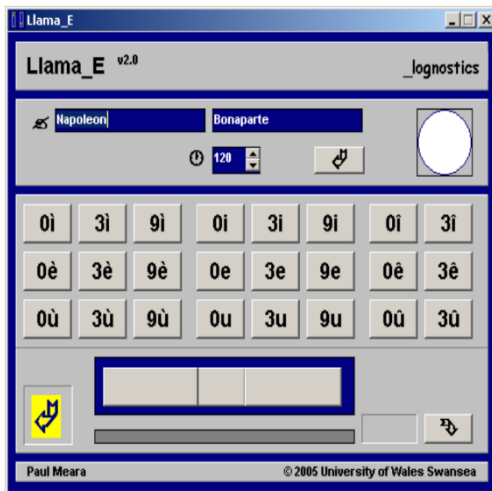 Llama_E
Llama_E v2.0 _lognostics
Napoleon Bonaparte
120
0ì 3ì 9ì 0i 3i 9i 0î 3î
0è 3è 9è 0e 3e 9e 0ê 3ê
0ù 3ù 9ù 0u 3u 9u 0û 3û
Paul Meara © 2005 University of Wales Swansea